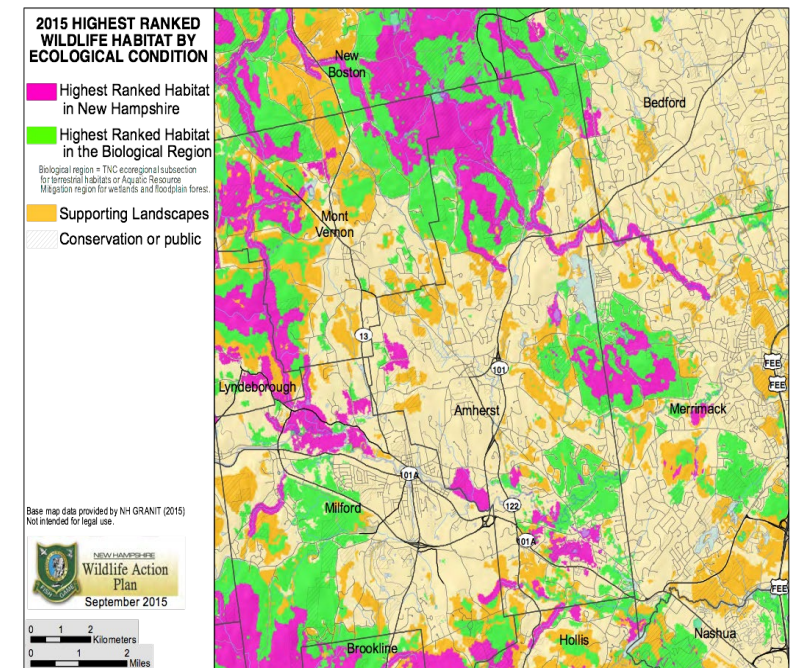 2015 HIGHEST RANKED
WILDLIFE HABITAT BY
ECOLOGICAL CONDITION
Highest Ranked Habitat
in New Hampshire
Highest Ranked Habitat
in the Biological Region
Biological region = TNC ecoregional subsection
for terrestrial habitats or Aquatic Resource
Mitigation region for wetlands and floodplain forest.
Supporting Landscapes
Conservation or public
Base map data provided by NH GRANIT (2015)
Not intended for legal use.
NEW HAMPSHIRE
Wildlife Action
Plan
September 2015
0 1 2
Kilometers
0 1 2
Miles
New
Boston
Bedford
Mont
Vernon
13
101
FEE
FEE
Lyndeborough
Amherst
Merrimack
101A
Milford
122
101A
FEE
Brookline
Hollis
Nashua